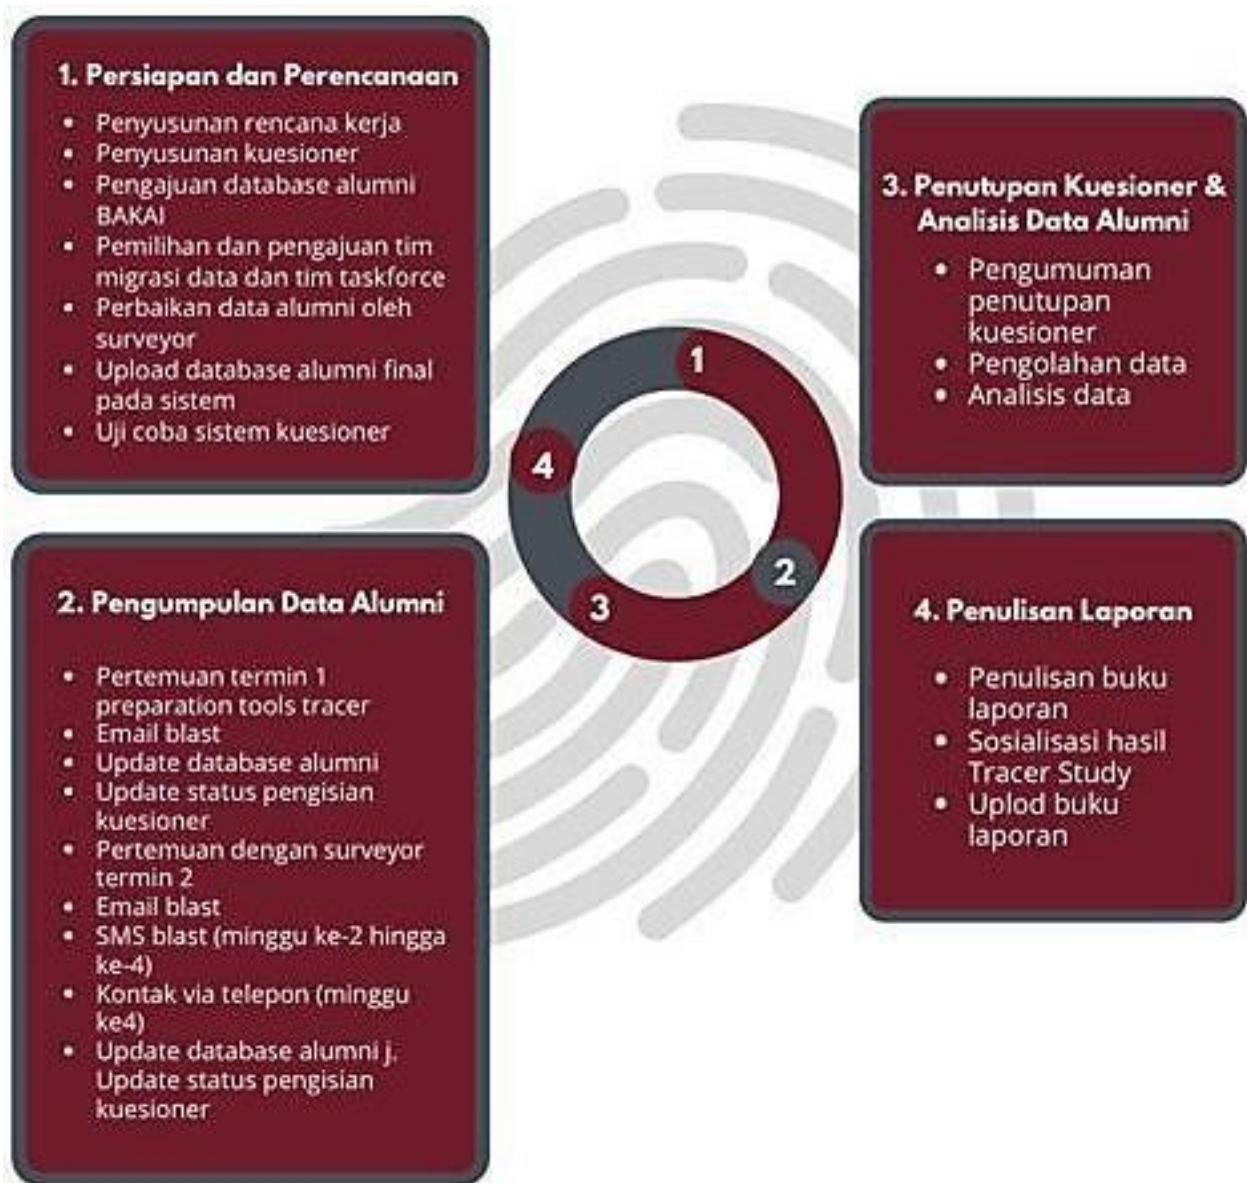 1. Persiapan dan Perencanaan
• Penyusunan rencana kerja
• Penyusunan kuesioner
• Pengajuan database alumni
BAKAI
• Pemilihan dan pengajuan tim
migrasi data dan tim taskforce
• Perbaikan data alumni oleh
surveyor
• Upload database alumni final
pada sistem
• Uji coba sistem kuesioner
2. Pengumpulan Data Alumni
• Pertemuan termin 1
preparation tools tracer
• Email blast
• Update database alumni
• Update status pengisian
kuesioner
• Pertemuan dengan surveyor
termin 2
• Email blast
• SMS blast (minggu ke-2 hingga
ke-4)
• Kontak via telepon (minggu
ke4)
• Update database alumni j.
Update status pengisian
kuesioner
1
2
3
4
3. Penutupan Kuesioner &
Analisis Data Alumni
• Pengumuman
penutupan
kuesioner
• Pengolahan data
• Analisis data
4. Penulisan Laporan
• Penulisan buku
laporan
• Sosialisasi hasil
Tracer Study
• Uplod buku
laporan